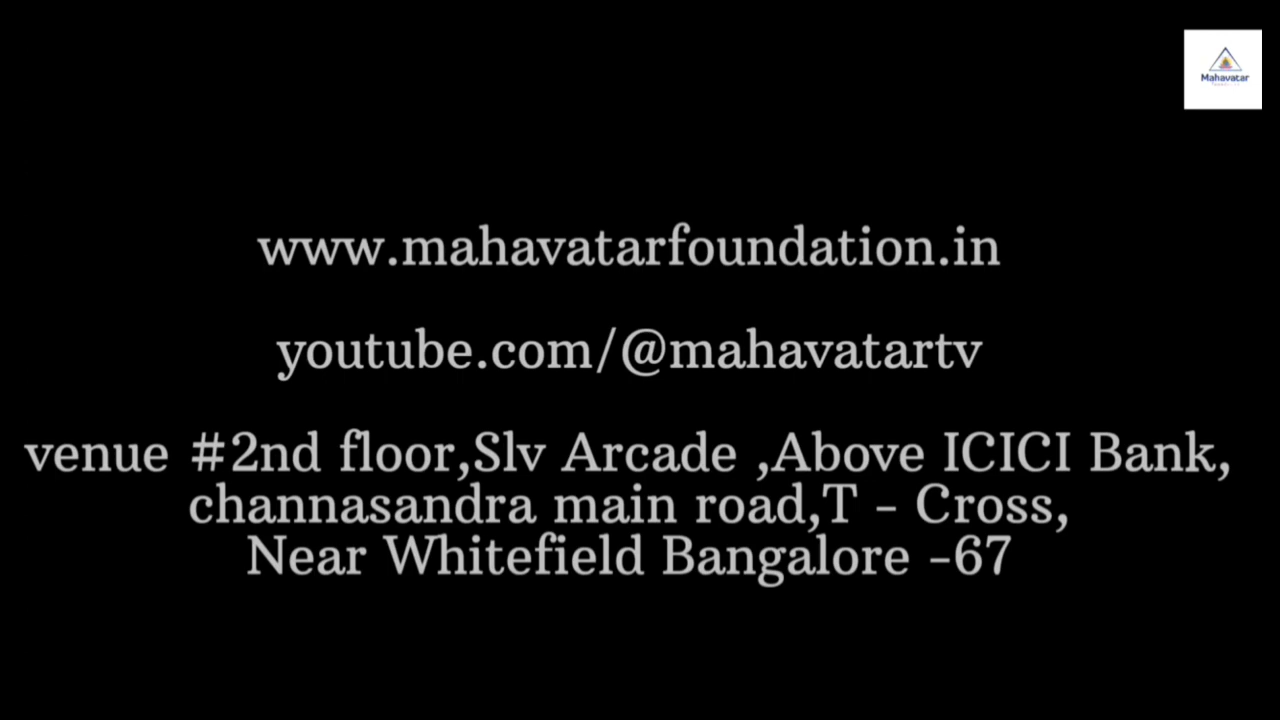 Mahavatar
www.mahavatarfoundation.in
youtube.com/@mahavatartv
venue #2nd floor,Slv Arcade ,Above ICICI Bank,
channasandra main road,T - Cross,
Near Whitefield Bangalore -67